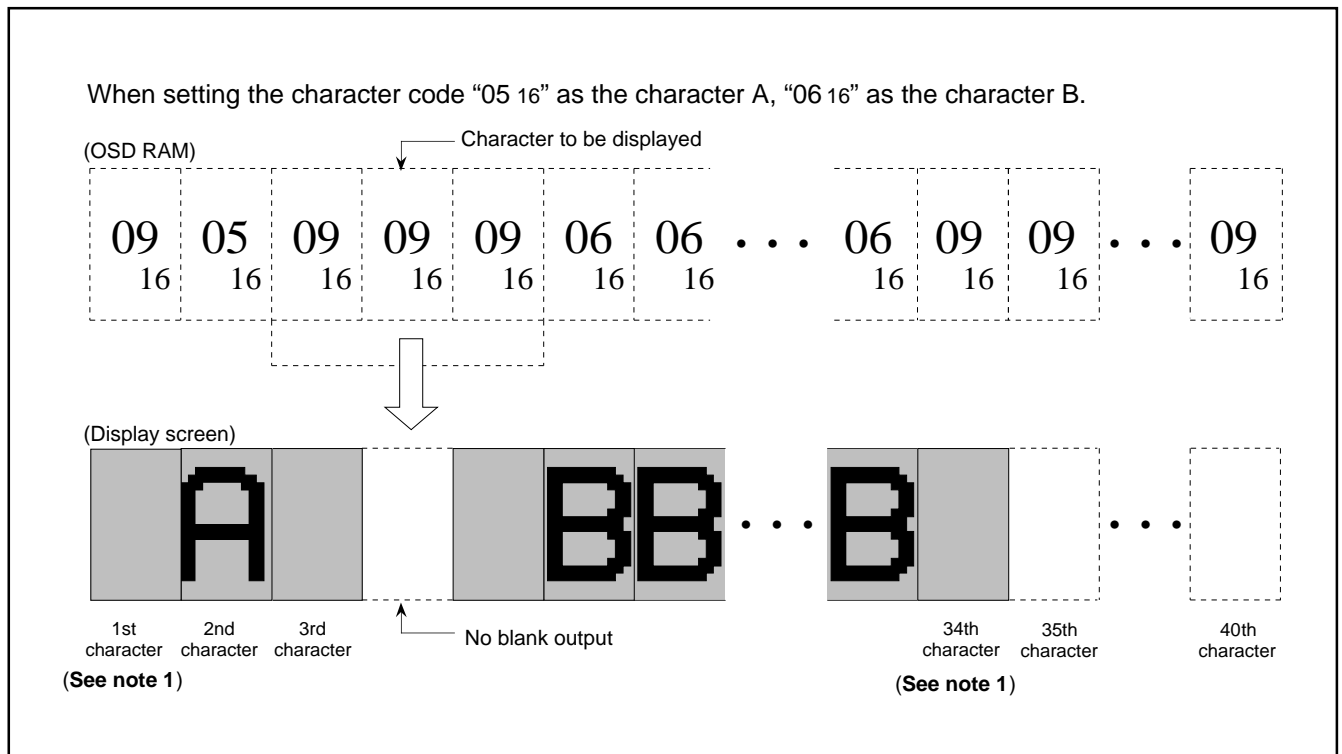 When setting the character code “05 16” as the character A, “06 16” as the character B.
(OSD RAM)
Character to be displayed
09 16 05 16 09 16 09 16 09 16 06 16 06 16 • • • 06 16 09 16 09 16 • • • 09 16
(Display screen)
A B B • • • B • • •
No blank output
1st character 2nd character 3rd character 34th character 35th character 40th character
(See note 1) (See note 1)